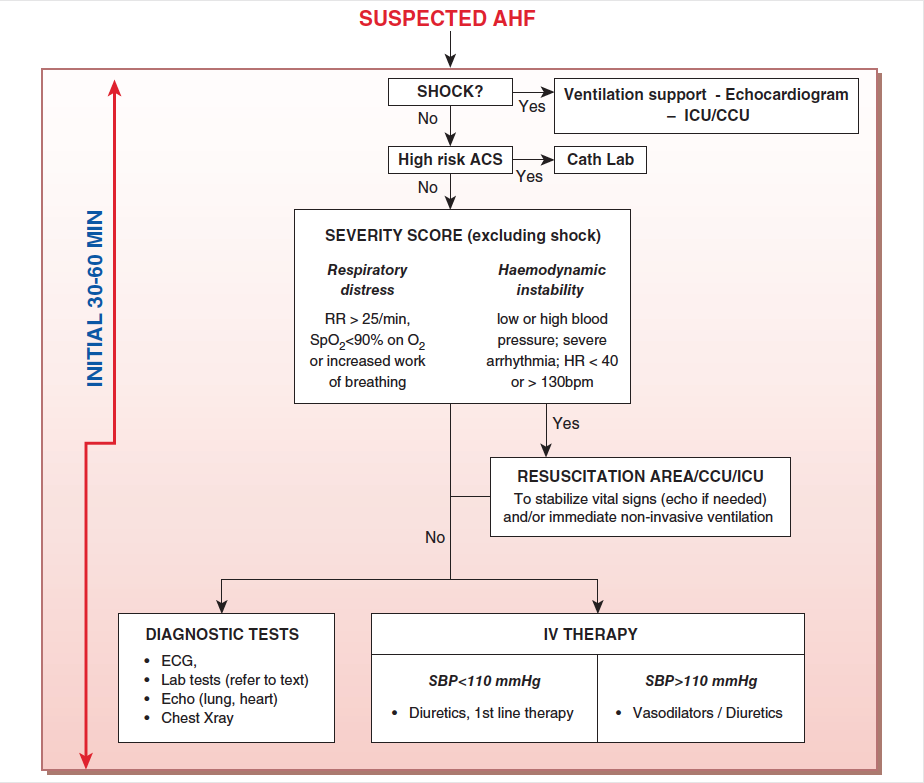 SUSPECTED AHF
SHOCK?
Yes
Ventilation support - Echocardiogram
– ICU/CCU
No
High risk ACS
Yes
Cath Lab
No
INITIAL 30-60 MIN
SEVERITY SCORE (excluding shock)
Respiratory
distress
RR > 25/min,
SpO2<90% on O2
or increased work
of breathing
Haemodynamic
instability
low or high blood
pressure; severe
arrhythmia; HR < 40
or > 130bpm
Yes
RESUSCITATION AREA/CCU/ICU
To stabilize vital signs (echo if needed)
and/or immediate non-invasive ventilation
No
DIAGNOSTIC TESTS
• ECG,
• Lab tests (refer to text)
• Echo (lung, heart)
• Chest Xray
IV THERAPY
SBP<110 mmHg
• Diuretics, 1st line therapy
SBP>110 mmHg
• Vasodilators / Diuretics